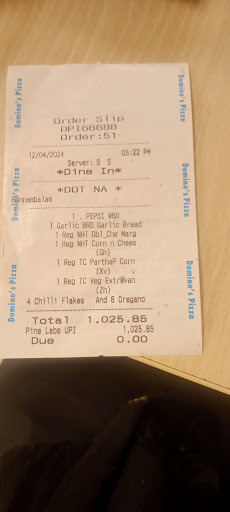 Order Slip
DPI66688
Order:51
12/04/2024 05:22 PM
Server: S S
*Dine In*
*DOT NA *
Ponnambalam
1 . PEPSI #60
1 Garlic BRD Garlic Bread
1 Reg NHT Dbl_Che Marg
1 Reg NHT Corn n Chees
(Gh)
1 Reg TC ParthaP Corn
(Xv)
1 Reg TC Veg Extravan
(Zh)
4 Chilli Flakes And 8 Oregano
Total 1,025.85
Pine Labs UPI 1,025.85
Due 0.00
Domino's Pizza
Domino's Pizza
Domino's Pizza
Domino's Pizza
Domino's Pizza
Domino's Pizza